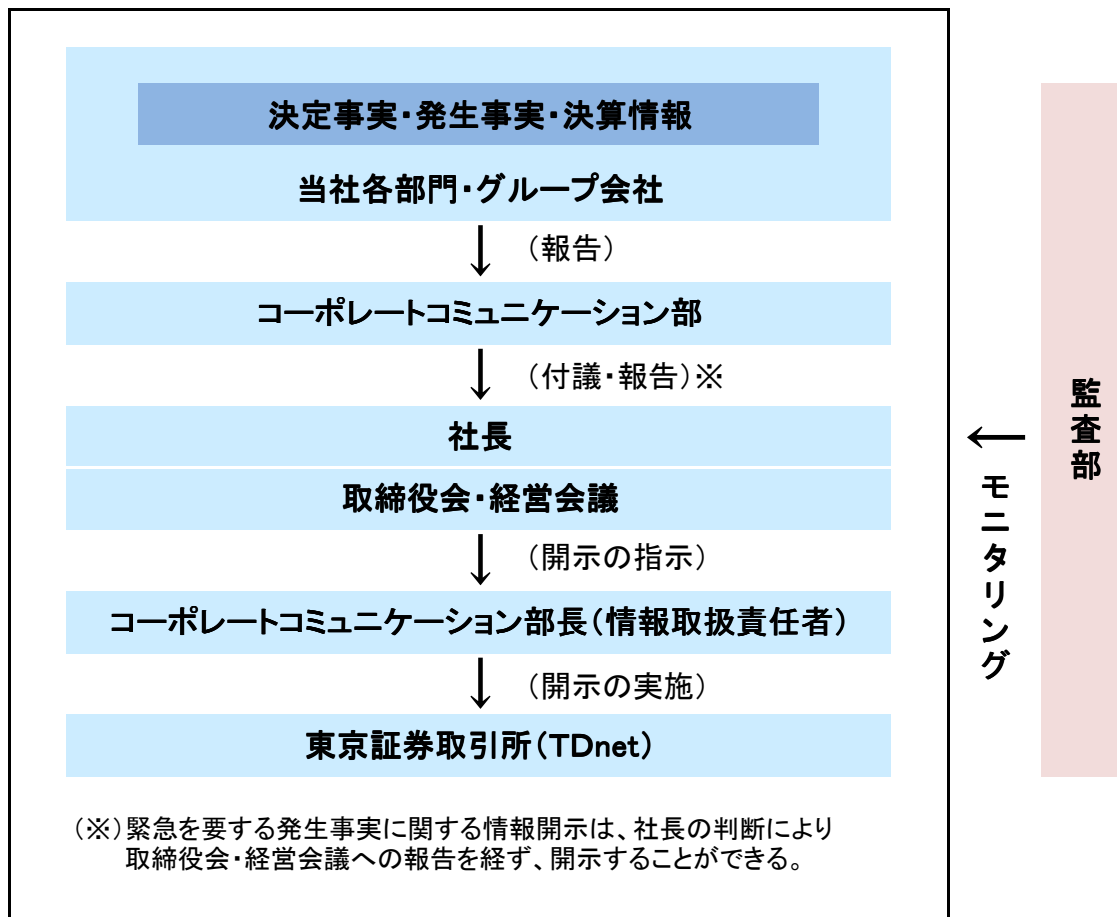 決定事実・発生事実・決算情報
当社各部門・グループ会社
↓ (報告)
コーポレートコミュニケーション部
↓ (付議・報告)※
社長
取締役会・経営会議
↓ (開示の指示)
コーポレートコミュニケーション部長(情報取扱責任者)
↓ (開示の実施)
東京証券取引所(TDnet)
(※)緊急を要する発生事実に関する情報開示は、社長の判断により
取締役会・経営会議への報告を経ず、開示することができる。
←
モニタリング
監査部